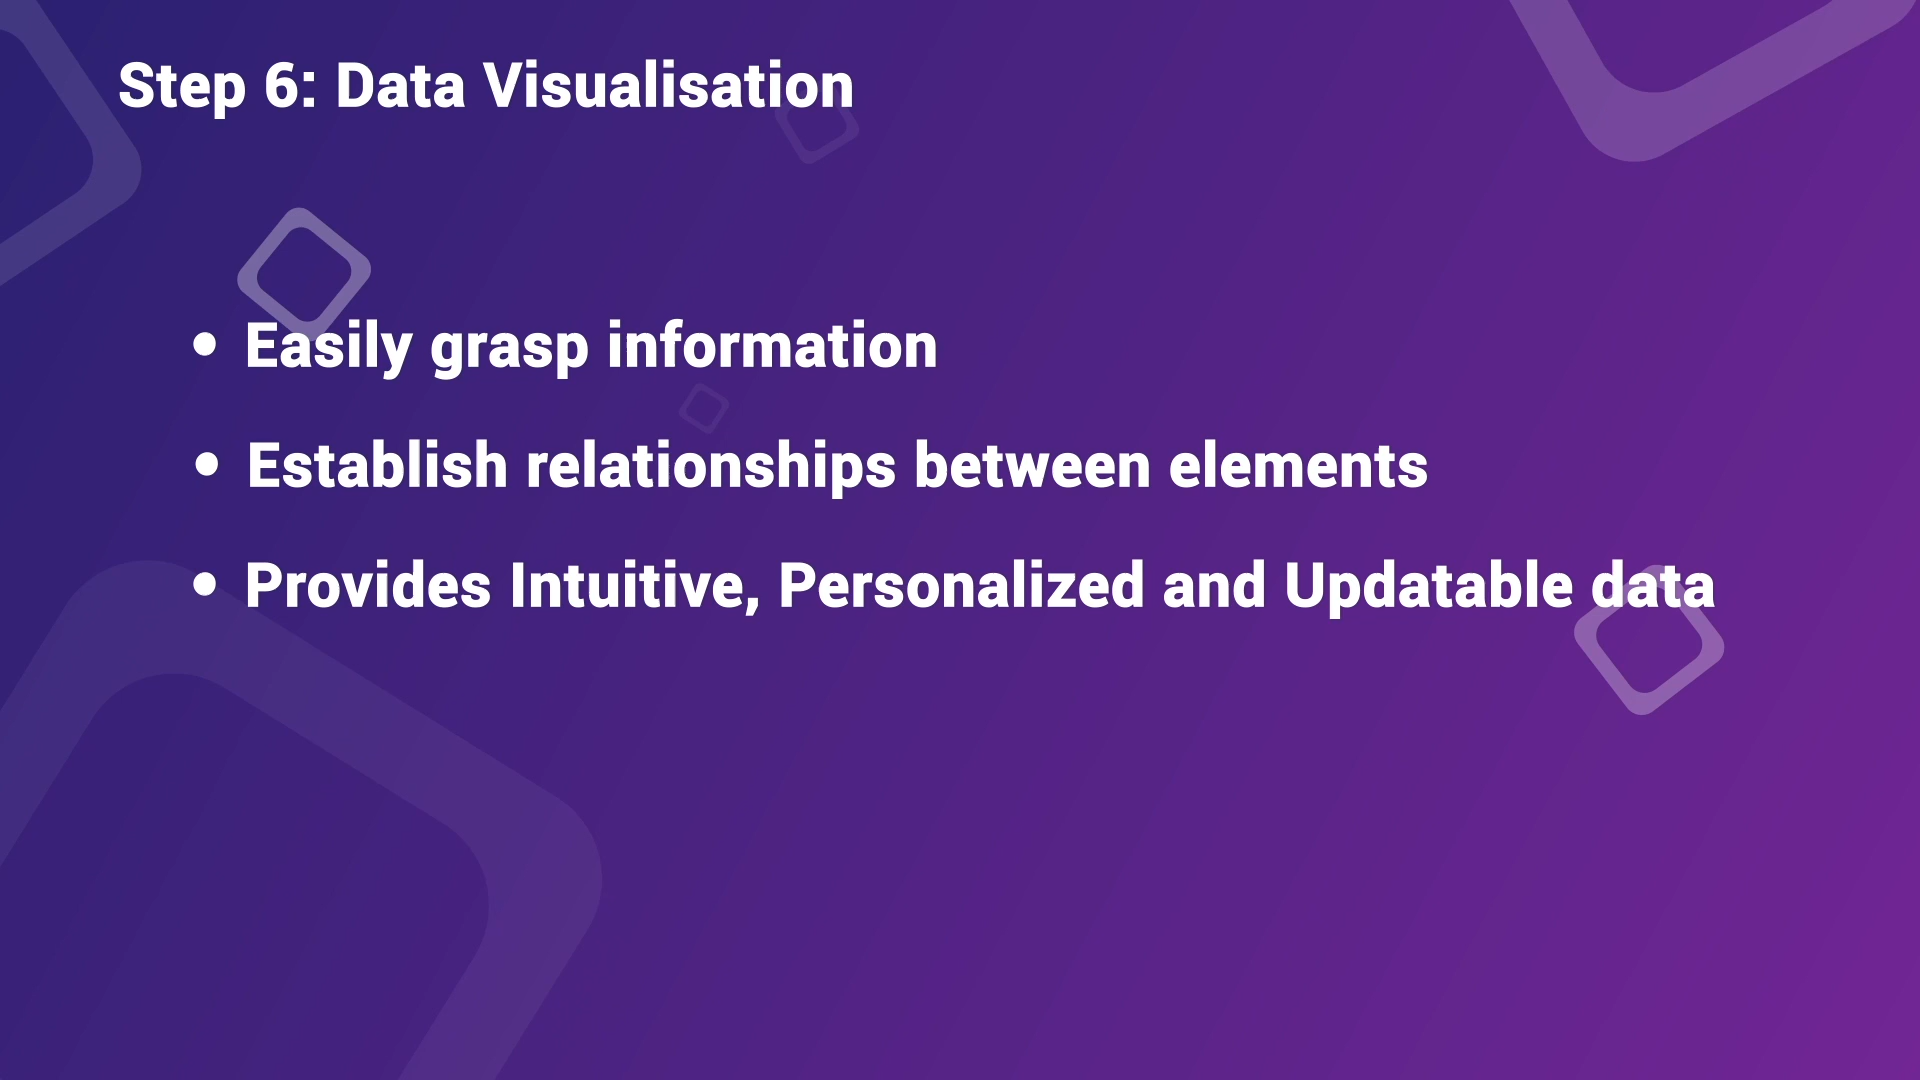 Step 6: Data Visualisation
• Easily grasp information
• Establish relationships between elements
• Provides Intuitive, Personalized and Updatable data